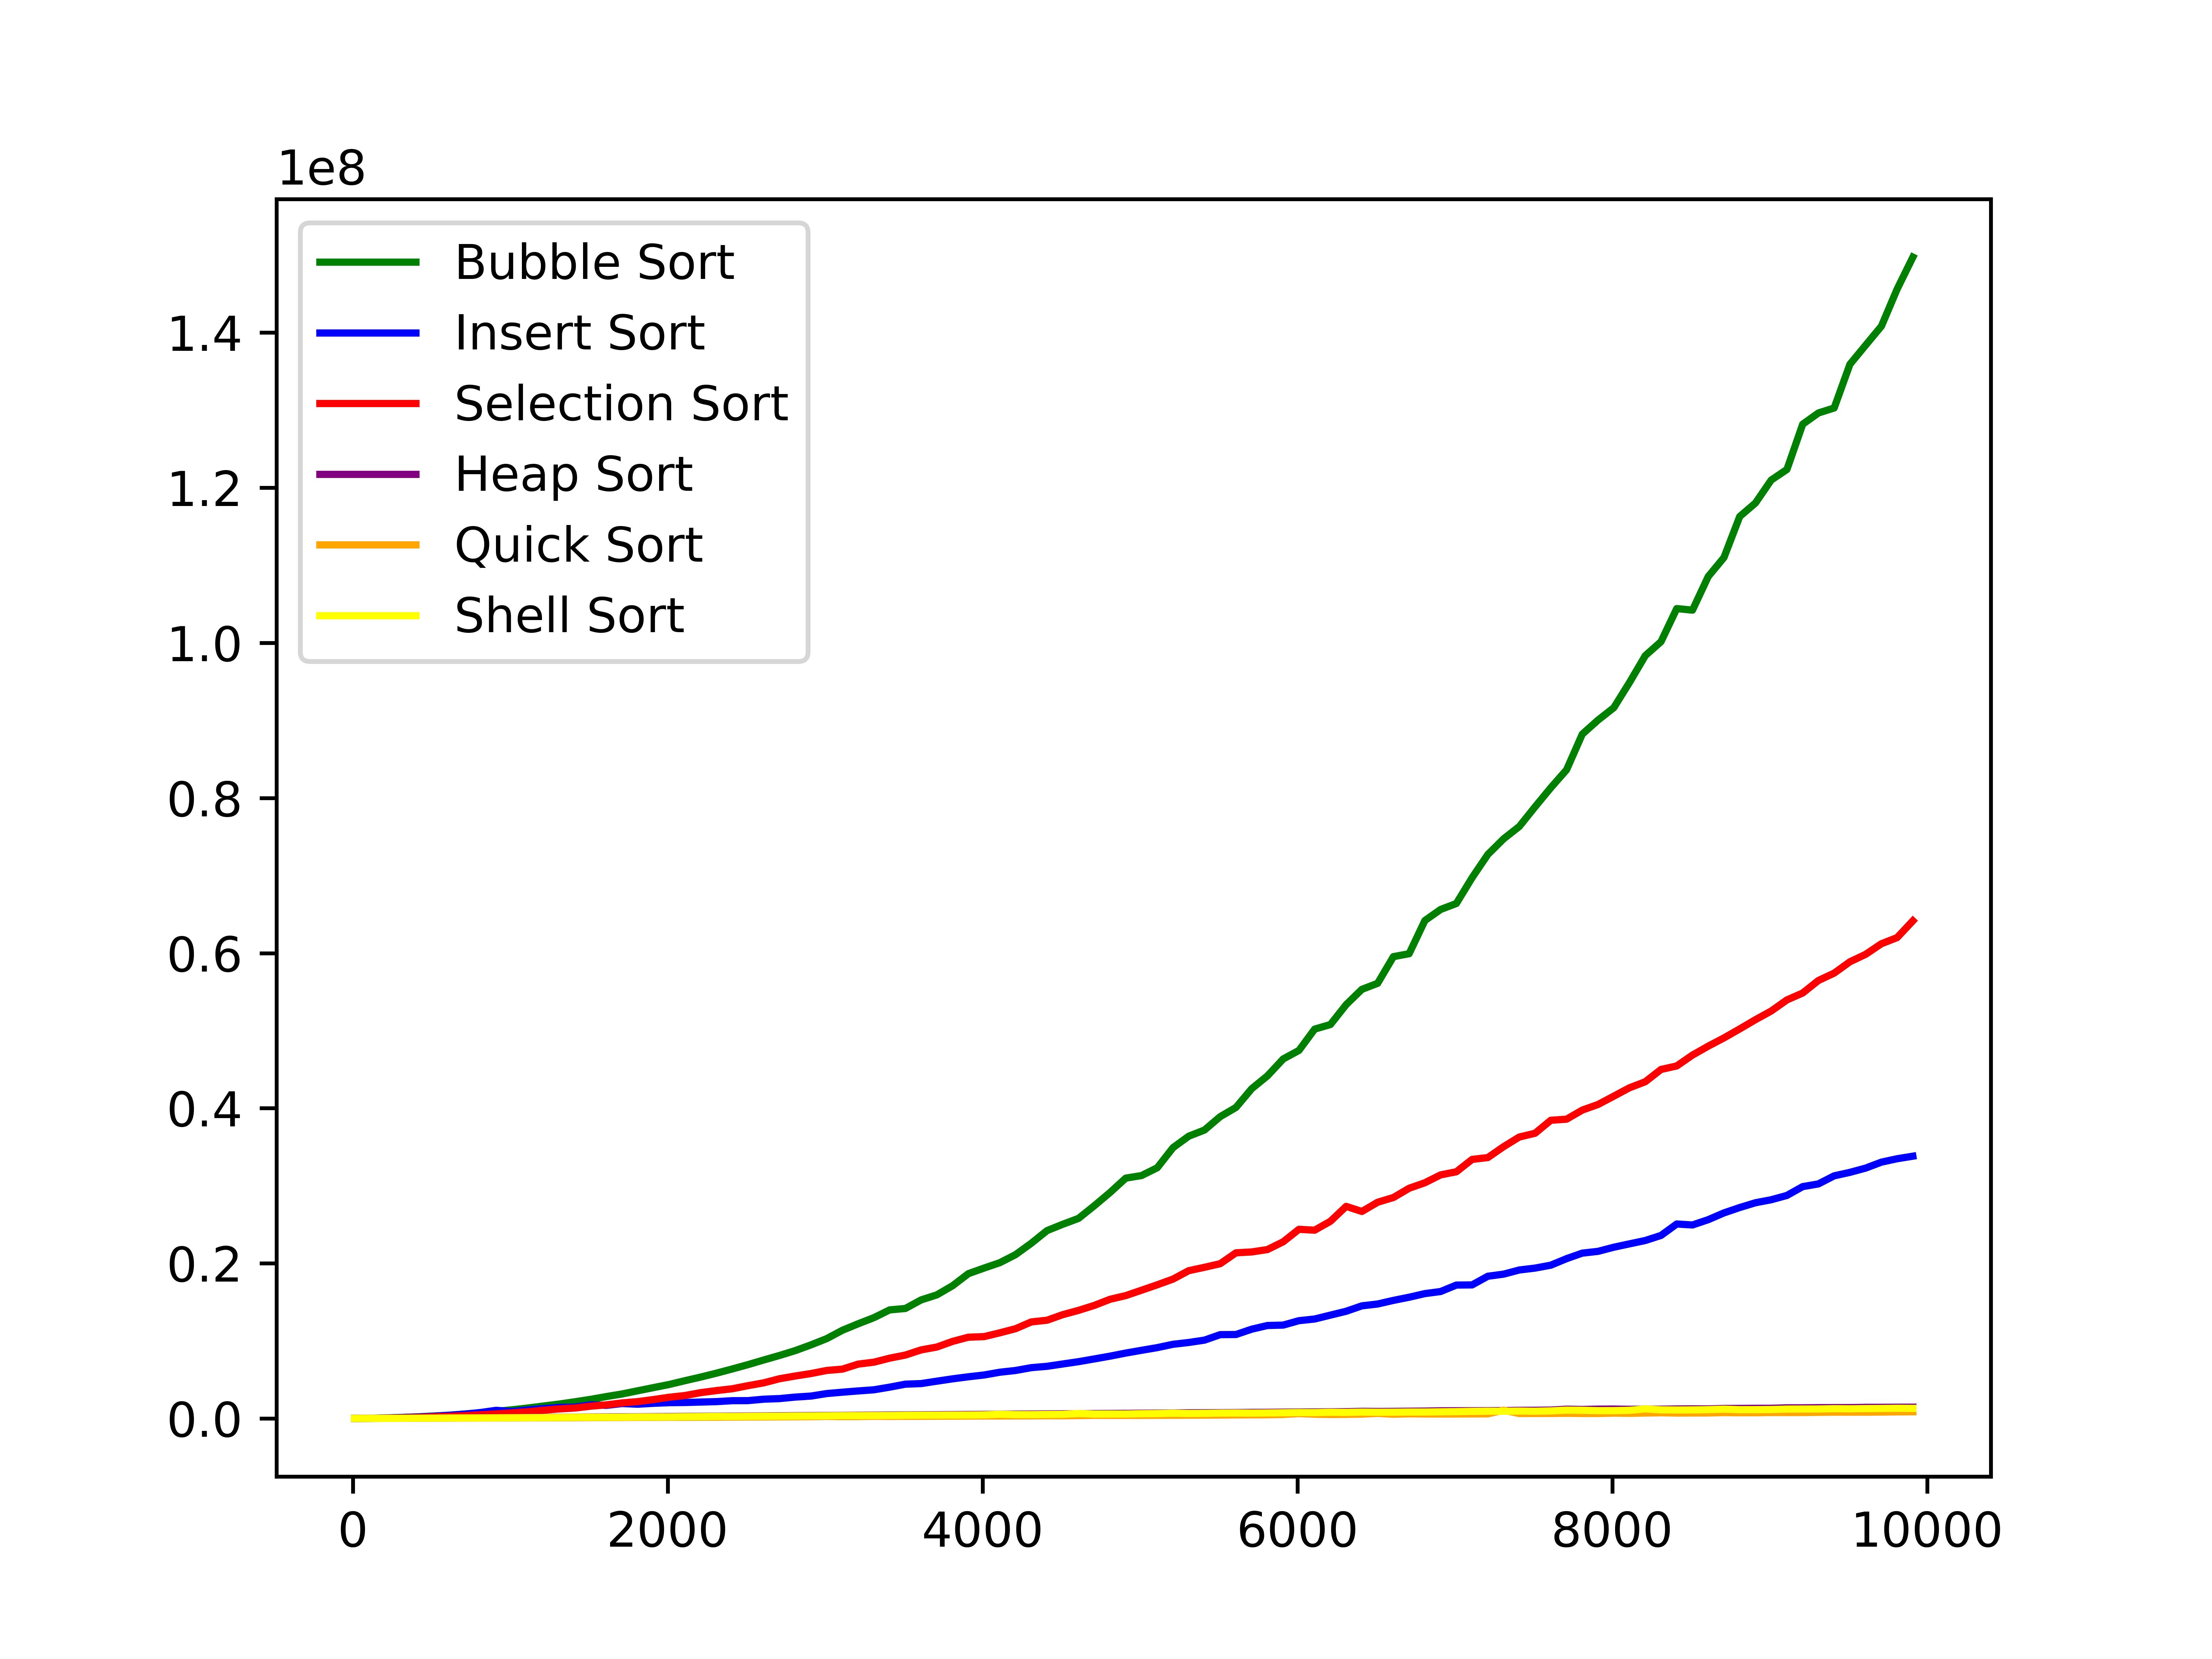 1e8
Bubble Sort
Insert Sort
Selection Sort
Heap Sort
Quick Sort
Shell Sort
1.4
1.2
1.0
0.8
0.6
0.4
0.2
0.0
0 2000 4000 6000 8000 10000